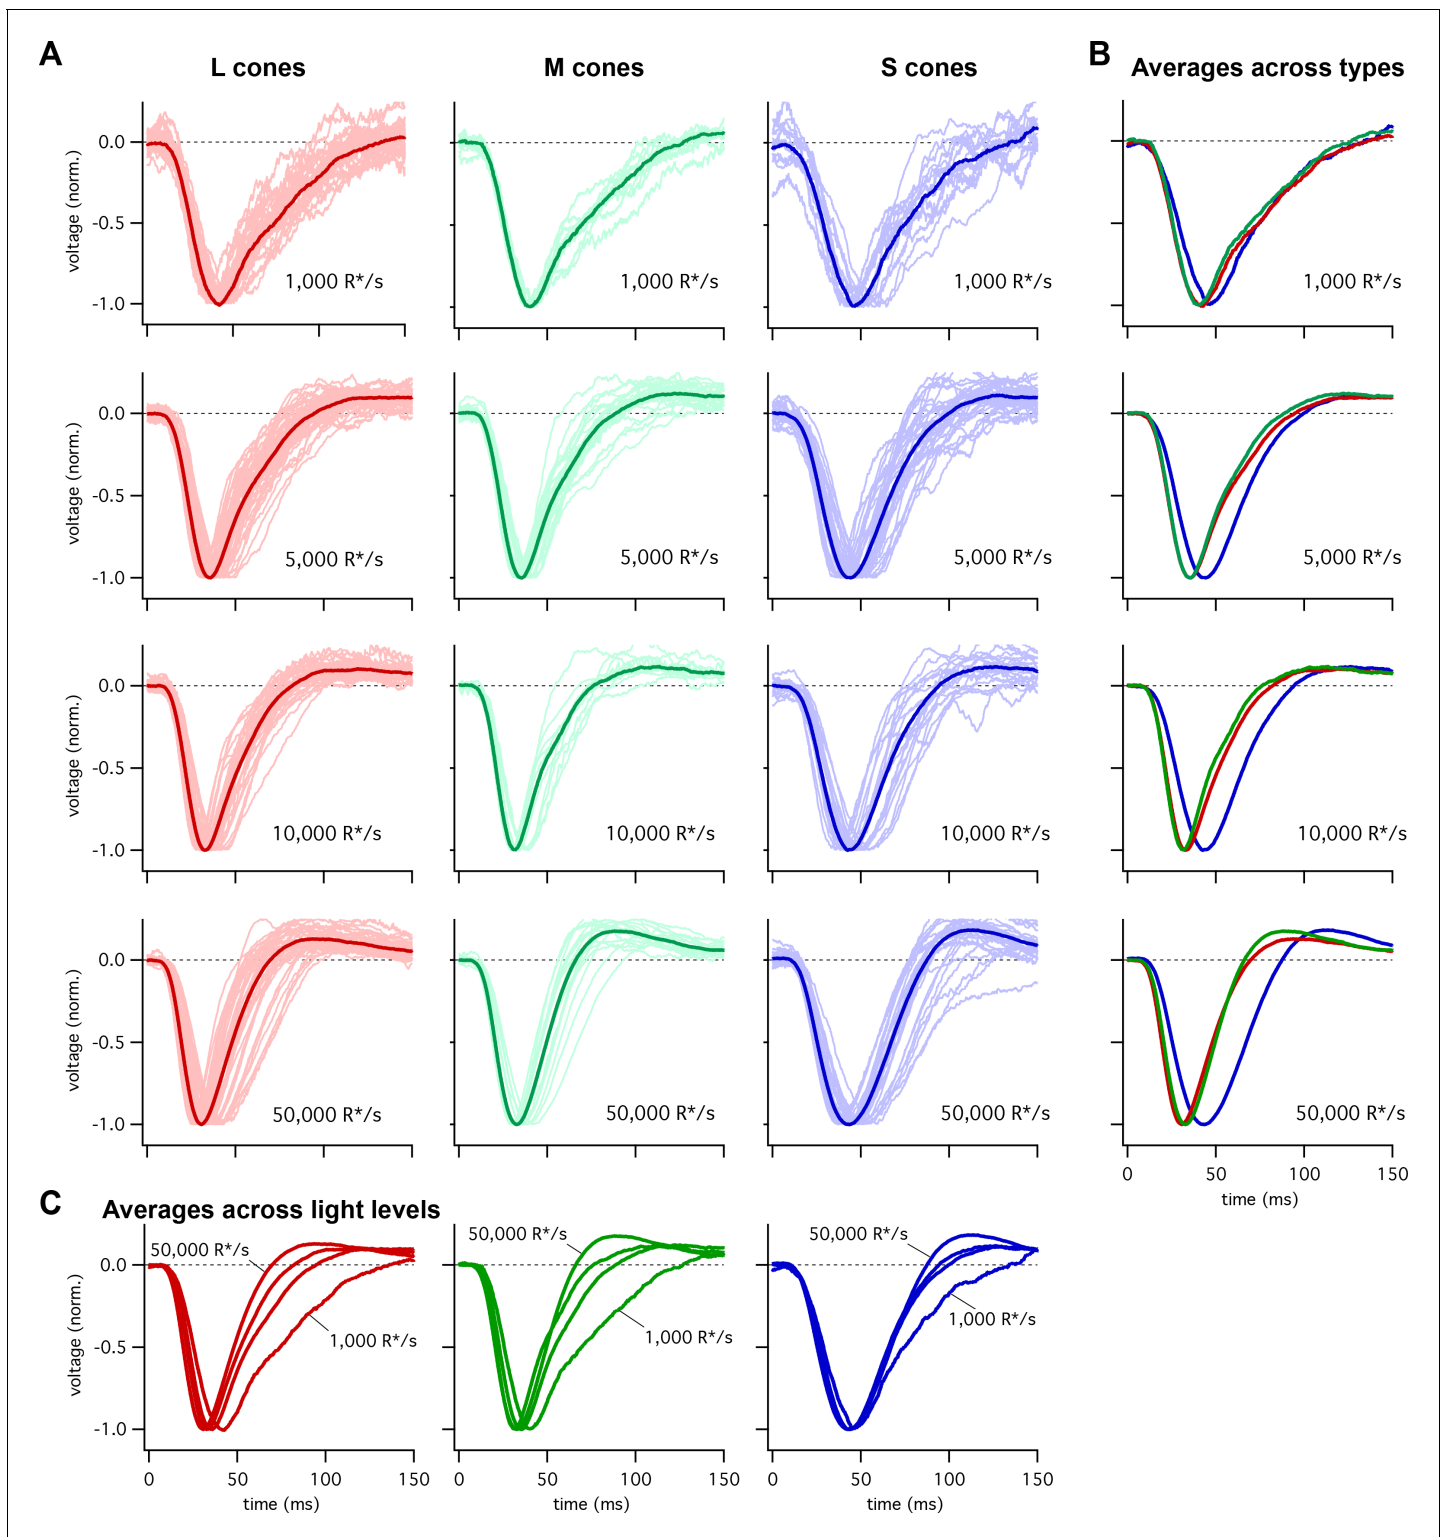 A
B
L cones
M cones
S cones
Averages across types
0.0
-0.5
-1.0
voltage (norm.)
1,000 R*/s
1,000 R*/s
1,000 R*/s
1,000 R*/s
0.0
-0.5
-1.0
voltage (norm.)
5,000 R*/s
5,000 R*/s
5,000 R*/s
5,000 R*/s
0.0
-0.5
-1.0
voltage (norm.)
10,000 R*/s
10,000 R*/s
10,000 R*/s
10,000 R*/s
0.0
-0.5
-1.0
voltage (norm.)
50,000 R*/s
50,000 R*/s
50,000 R*/s
50,000 R*/s
0 50 100 150
time (ms)
C
Averages across light levels
0.0
-0.5
-1.0
voltage (norm.)
50,000 R*/s
1,000 R*/s
50,000 R*/s
1,000 R*/s
50,000 R*/s
1,000 R*/s
0 50 100 150
time (ms)
0 50 100 150
time (ms)
0 50 100 150
time (ms)